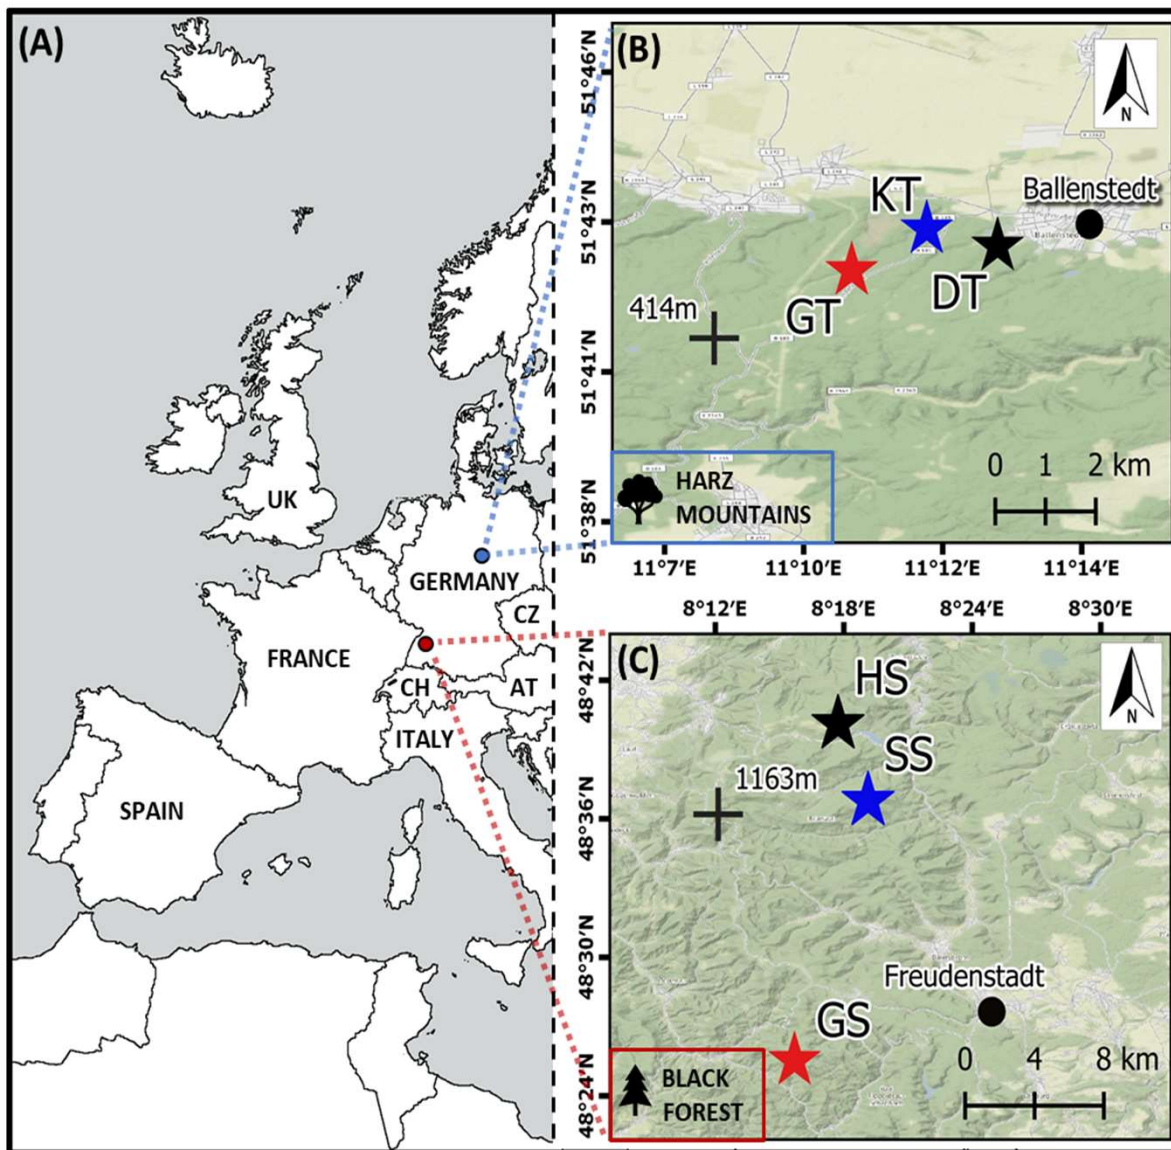 (A)
UK
GERMANY
CZ
FRANCE
CH
AT
ITALY
SPAIN
(B)
N
51°46′N
51°43′N
51°41′N
51°38′N
KT
Ballenstedt
DT
GT
414m
0 1 2 km
HARZ
MOUNTAINS
11°7′E 11°10′E 11°12′E 11°14′E
8°12′E 8°18′E 8°24′E 8°30′E
(C)
N
48°42′N
48°36′N
48°30′N
48°24′N
HS
SS
1163m
Freudenstadt
GS
0 4 8 km
BLACK
FOREST